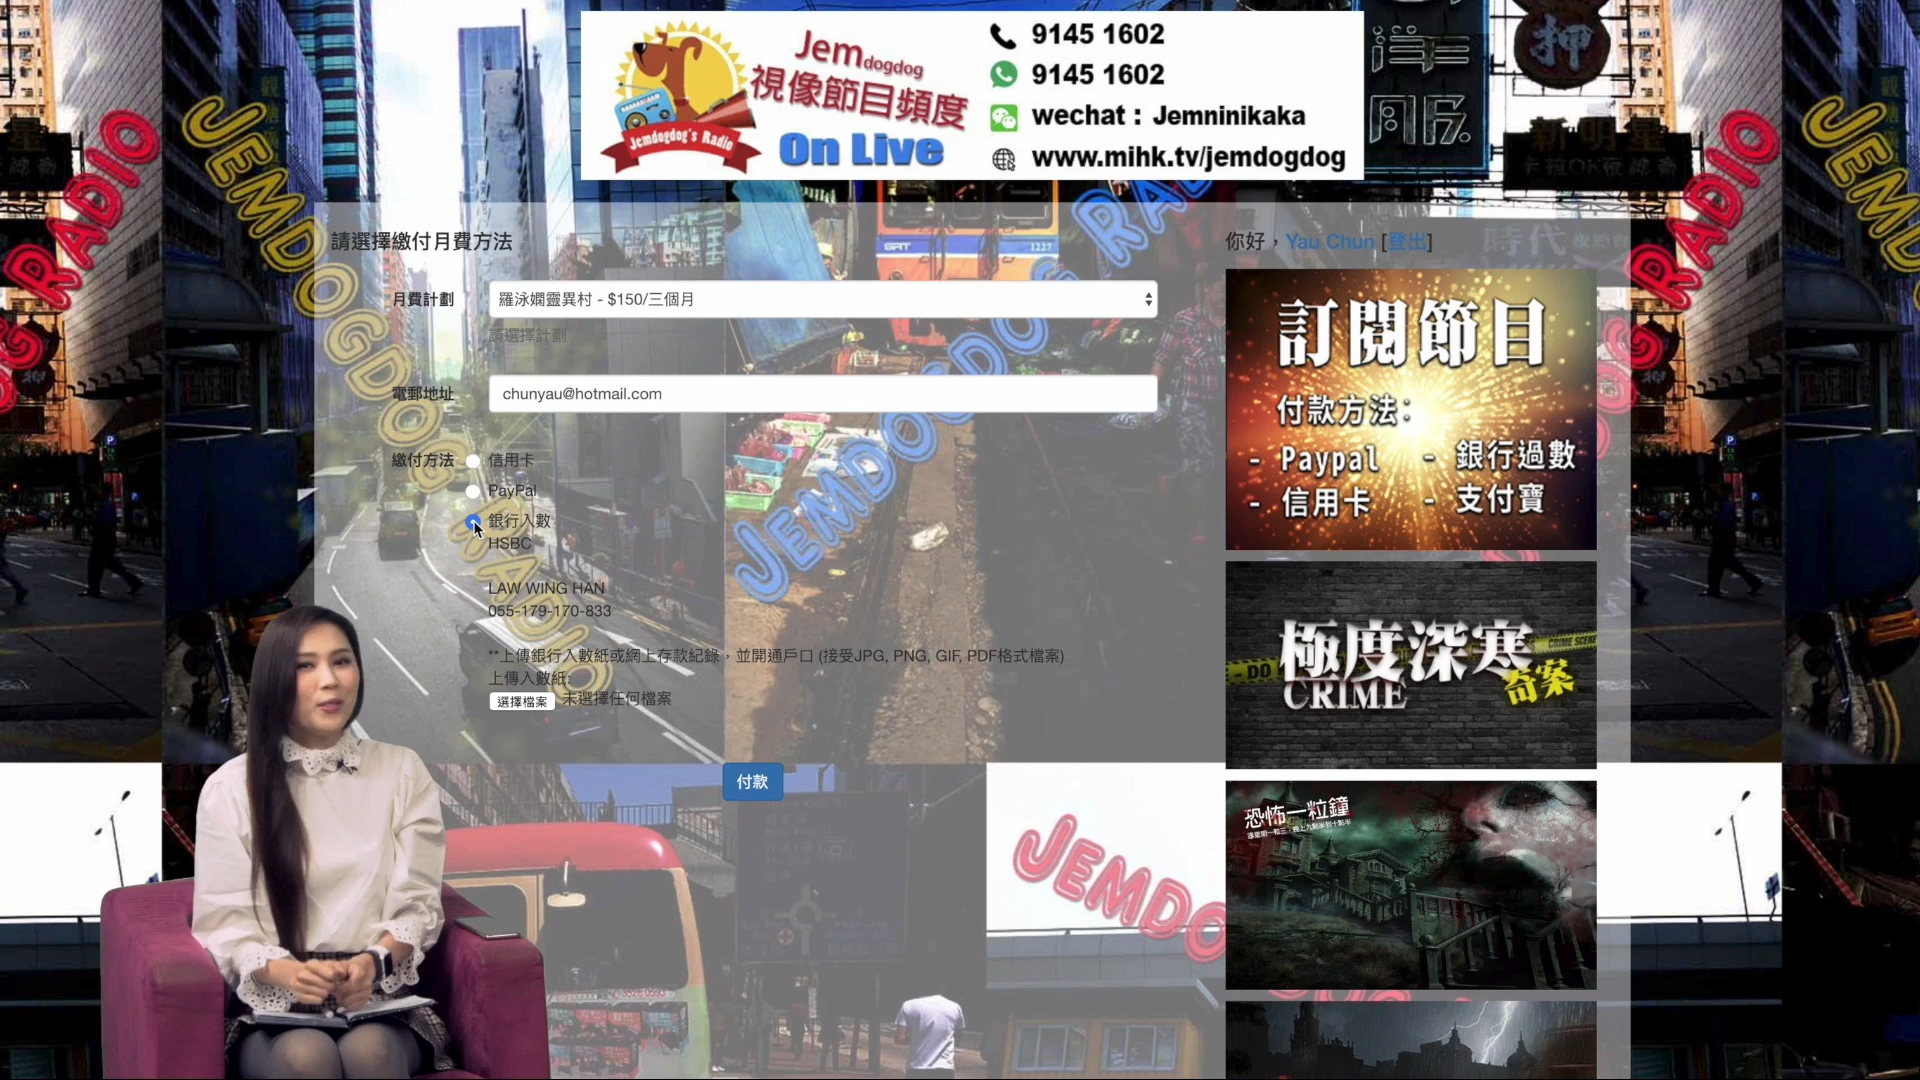 Jemdogdog
視像節目頻度
On Live
Jemdogdog's Radio
9145 1602
9145 1602
wechat : Jemninikaka
www.mihk.tv/jemdogdog
押
JEMDOGDOG RADIO
請選擇繳付月費方法
月費計劃
羅泳嫻靈異村 - $150/三個月
請選擇計劃
電郵地址
chunyau@hotmail.com
繳付方法
信用卡
PayPal
銀行入數
HSBC
LAW WING HAN
055-179-170-833
**上傳銀行入數紙或網上存款紀錄，並開通戶口 (接受JPG, PNG, GIF, PDF格式檔案)
上傳入數紙:
選擇檔案 未選擇任何檔案
付款
你好，Yau Chun [登出]
訂閱節目
付款方法:
- Paypal - 銀行過數
- 信用卡 - 支付寶
極度深寒
CRIME 奇案
DO
CRIME SCENE
恐怖一粒鐘
JEMDO